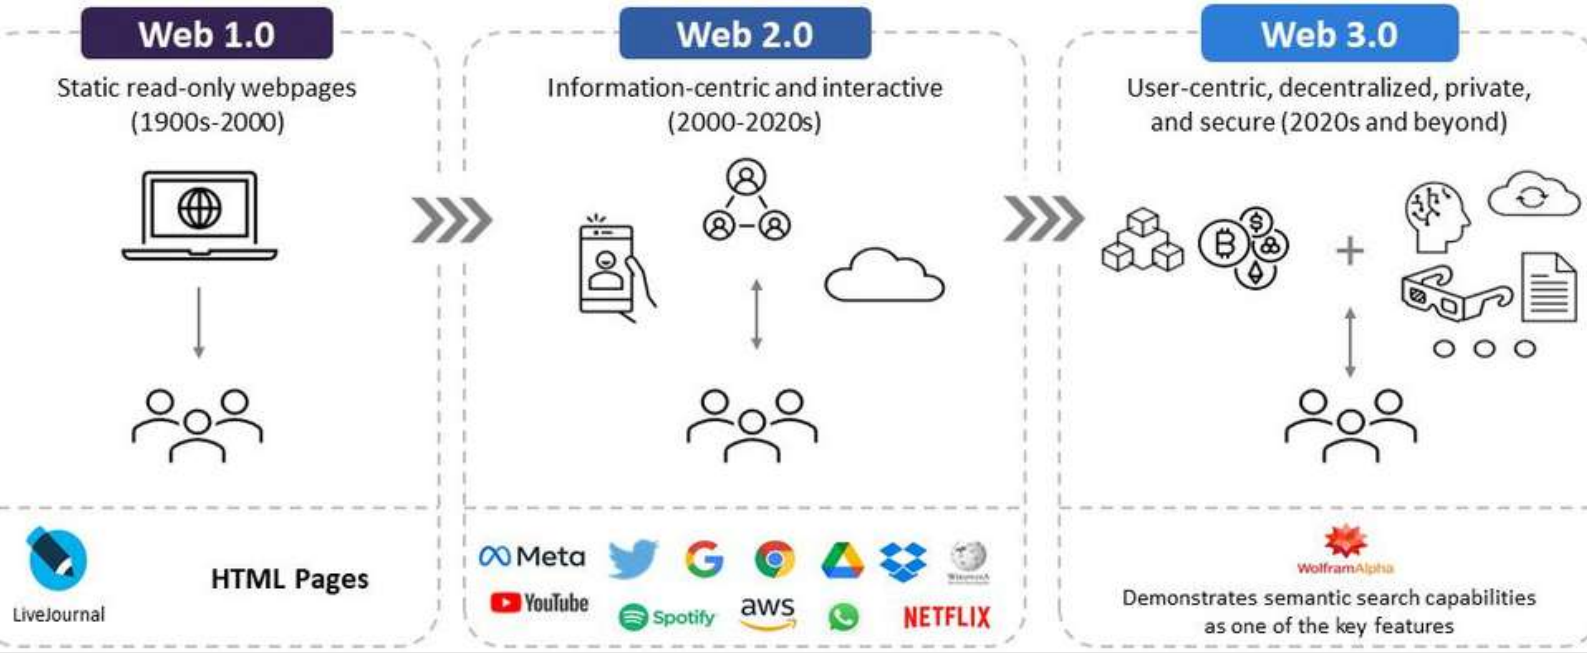 Web 1.0
Static read-only webpages
(1900s-2000)
LiveJournal
HTML Pages
Web 2.0
Information-centric and interactive
(2000-2020s)
Meta
YouTube
Spotify
aws
WIKIPEDIA
NETFLIX
Web 3.0
User-centric, decentralized, private,
and secure (2020s and beyond)
WolframAlpha
Demonstrates semantic search capabilities
as one of the key features